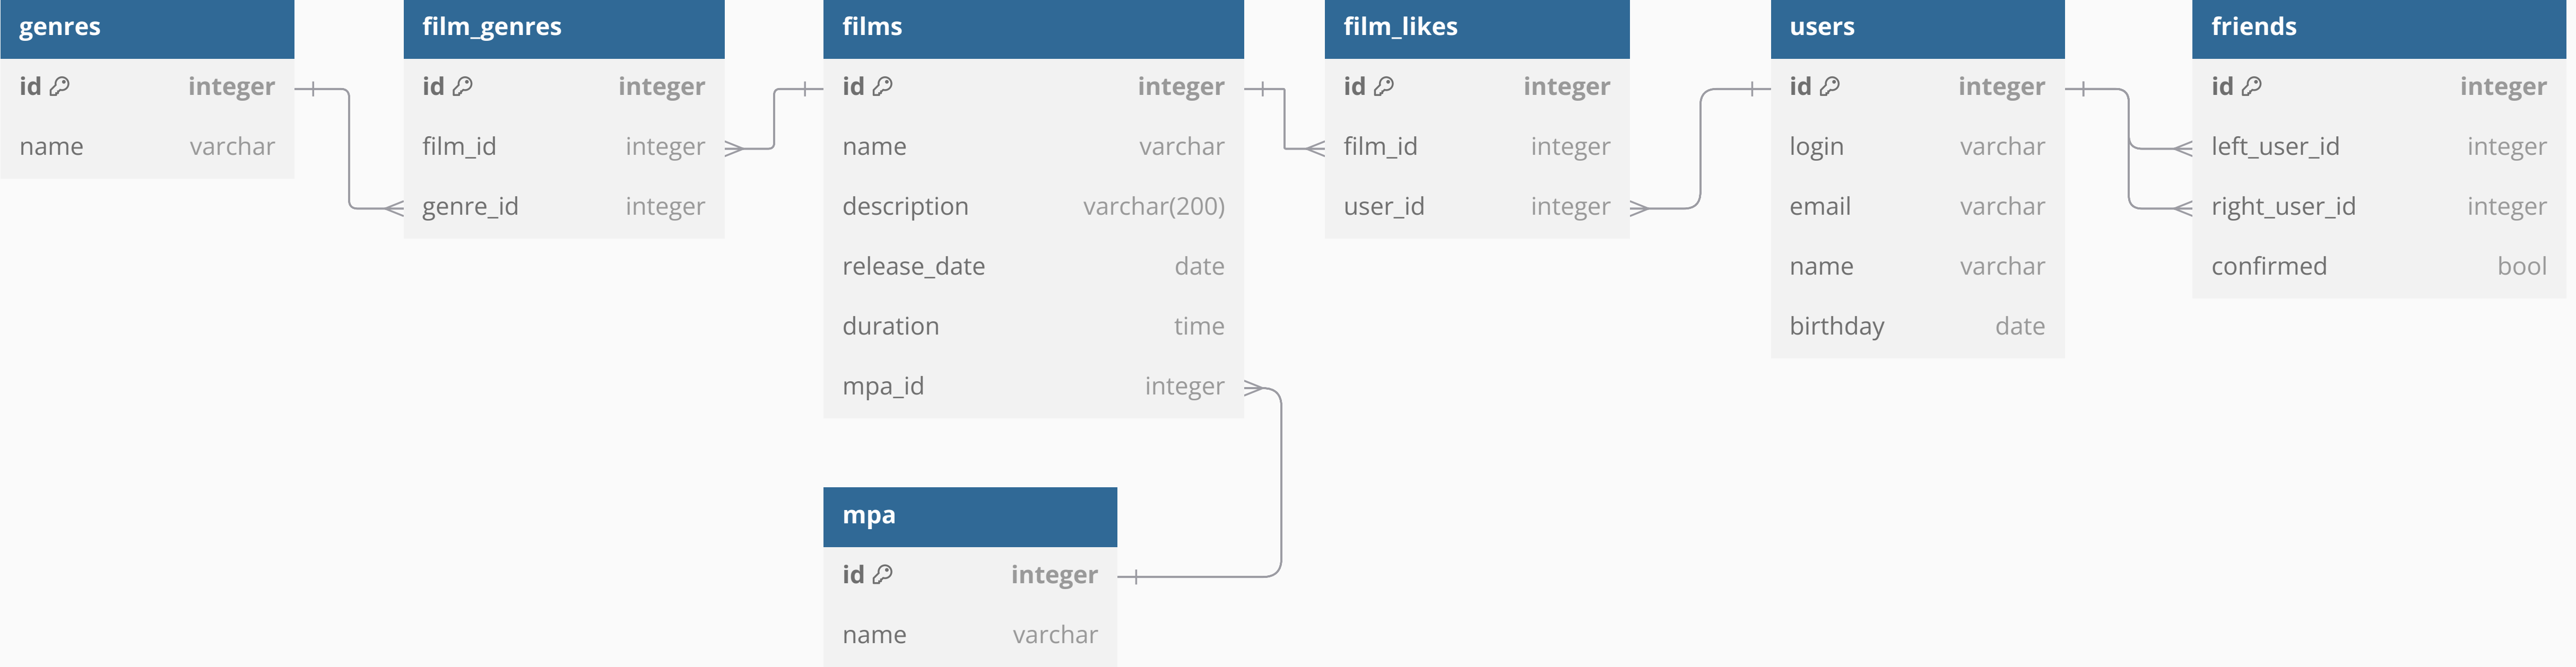 genres
id integer
name varchar
film_genres
id integer
film_id integer
genre_id integer
films
id integer
name varchar
description varchar(200)
release_date date
duration time
mpa_id integer
film_likes
id integer
film_id integer
user_id integer
users
id integer
login varchar
email varchar
name varchar
birthday date
friends
id integer
left_user_id integer
right_user_id integer
confirmed bool
mpa
id integer
name varchar